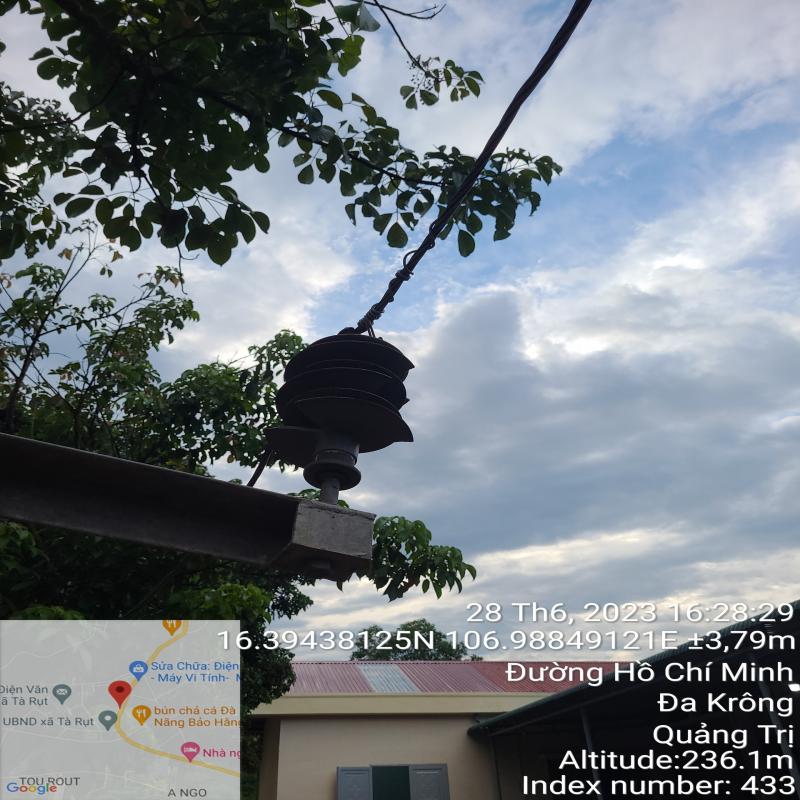 28 Th6, 2023 16:28:29
16.39438125N 106.98849121E ±3,79m
Đường Hồ Chí Minh
Đa Krông
Quảng Trị
Altitude:236.1m
Index number: 433
Sửa Chữa: Điện
- Máy Vi Tính-
Điện Văn
ã Tà Rụt
UBND xã Tà Rụt
bún chả cá Đà
Nẵng Bảo Hân
Nhà ng
TOU ROUT
A NGO
Google